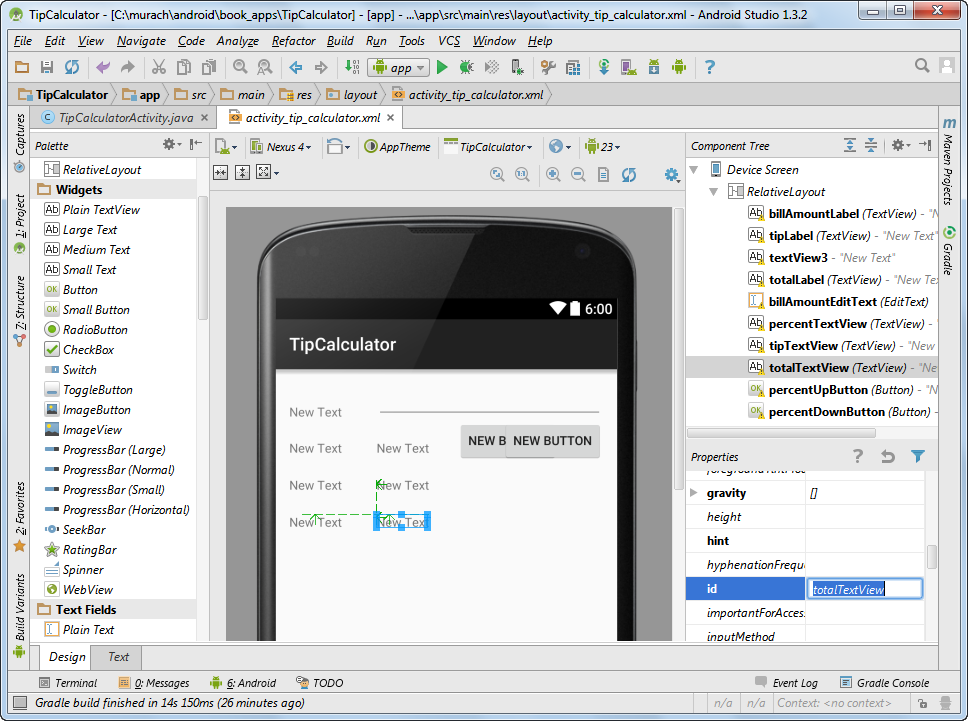 TipCalculator - [C:\murach\android\book_apps\TipCalculator] - [app] - ...\app\src\main\res\layout\activity_tip_calculator.xml - Android Studio 1.3.2
File Edit View Navigate Code Analyze Refactor Build Run Tools VCS Window Help
app
TipCalculator app src main res layout activity_tip_calculator.xml
TipCalculatorActivity.java activity_tip_calculator.xml
Captures
1: Project
Z: Structure
2: Favorites
Build Variants
Palette
RelativeLayout
Widgets
Plain TextView
Large Text
Medium Text
Small Text
Button
Small Button
RadioButton
CheckBox
Switch
ToggleButton
ImageButton
ImageView
ProgressBar (Large)
ProgressBar (Normal)
ProgressBar (Small)
ProgressBar (Horizontal)
SeekBar
RatingBar
Spinner
WebView
Text Fields
Plain Text
Nexus 4 AppTheme TipCalculator 23
6:00
TipCalculator
New Text
New Text New Text NEW B NEW BUTTON
New Text New Text
New Text New Text
Component Tree
Device Screen
RelativeLayout
billAmountLabel (TextView) - "N
tipLabel (TextView) - "New Text"
textView3 - "New Text"
totalLabel (TextView) - "New Tex
billAmountEditText (EditText)
percentTextView (TextView) -
tipTextView (TextView) - "New
totalTextView (TextView) - "Ne
percentUpButton (Button) - "Ne
percentDownButton (Button) -
Properties
gravity []
height
hint
hyphenationFrequ
id totalTextView
importantForAcces
inputMethod
Maven Projects
Gradle
Design Text
Terminal 0: Messages 6: Android TODO Event Log Gradle Console
Gradle build finished in 14s 150ms (26 minutes ago) n/a n/a Context: <no context>